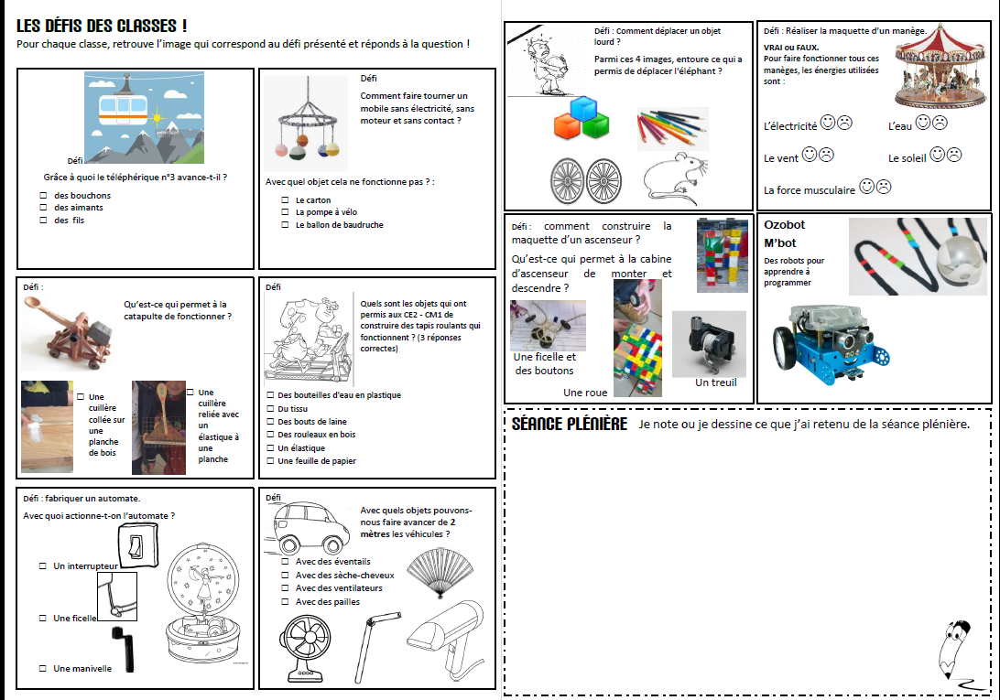 LES DÉFIS DES CLASSES !
Pour chaque classe, retrouve l'image qui correspond au défi présenté et réponds à la question !
Défi
Grâce à quoi le téléphérique n°3 avance-t-il ?
☐ des bouchons
☐ des aimants
☐ des fils
Défi
Comment faire tourner un
mobile sans électricité, sans
moteur et sans contact ?
Avec quel objet cela ne fonctionne pas ? :
☐ Le carton
☐ La pompe à vélo
☐ Le ballon de baudruche
Défi :
Qu'est-ce qui permet à la
catapulte de fonctionner ?
☐ Une
cuillère
collée sur
une
planche
de bois
☐ Une
cuillère
reliée avec
un
élastique à
une
planche
Défi
Quels sont les objets qui ont
permis aux CE2 - CM1 de
construire des tapis roulants qui
fonctionnent ? (3 réponses
correctes)
☐ Des bouteilles d'eau en plastique
☐ Du tissu
☐ Des bouts de laine
☐ Des rouleaux en bois
☐ Un élastique
☐ Une feuille de papier
Défi : fabriquer un automate.
Avec quoi actionne-t-on l'automate ?
☐ Un interrupteur
☐ Une ficelle
☐ Une manivelle
Défi
Avec quels objets pouvons-
nous faire avancer de 2
mètres les véhicules ?
☐ Avec des éventails
☐ Avec des sèche-cheveux
☐ Avec des ventilateurs
☐ Avec des pailles
Défi : Comment déplacer un objet
lourd ?
Parmi ces 4 images, entoure ce qui a
permis de déplacer l'éléphant ?
Défi : Réaliser la maquette d'un manège.
VRAI ou FAUX.
Pour faire fonctionner tous ces
manèges, les énergies utilisées
sont :
L'électricité ☺☹ L'eau ☺☹
Le vent ☺☹ Le soleil ☺☹
La force musculaire ☺☹
Défi : comment construire la
maquette d'un ascenseur ?
Qu'est-ce qui permet à la cabine
d'ascenseur de monter et
descendre ?
Une ficelle et
des boutons
Une roue
Un treuil
Ozobot
M'bot
Des robots pour
apprendre à
programmer
SÉANCE PLÉNIÈRE Je note ou je dessine ce que j'ai retenu de la séance plénière.